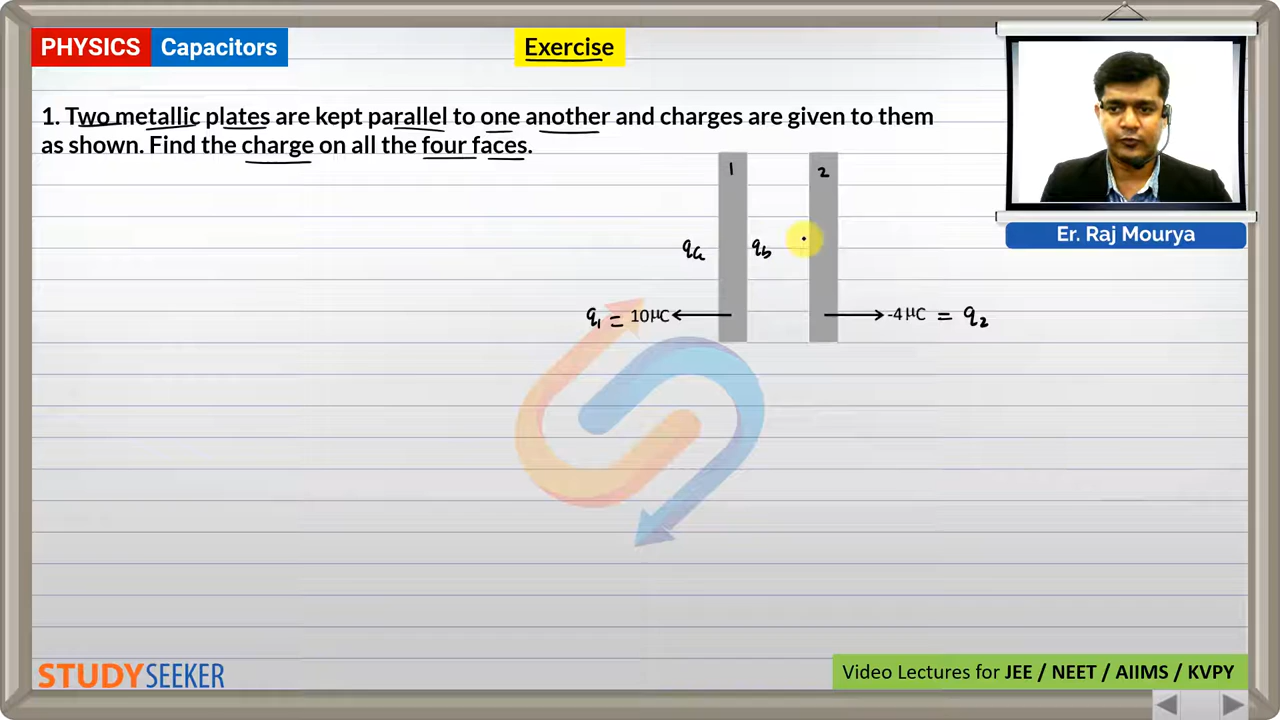 PHYSICS Capacitors
Exercise
1. Two metallic plates are kept parallel to one another and charges are given to them
as shown. Find the charge on all the four faces.
1 2
qa qb
q1 = 10μC -4μC = q2
Er. Raj Mourya
STUDYSEEKER
Video Lectures for JEE / NEET / AIIMS / KVPY